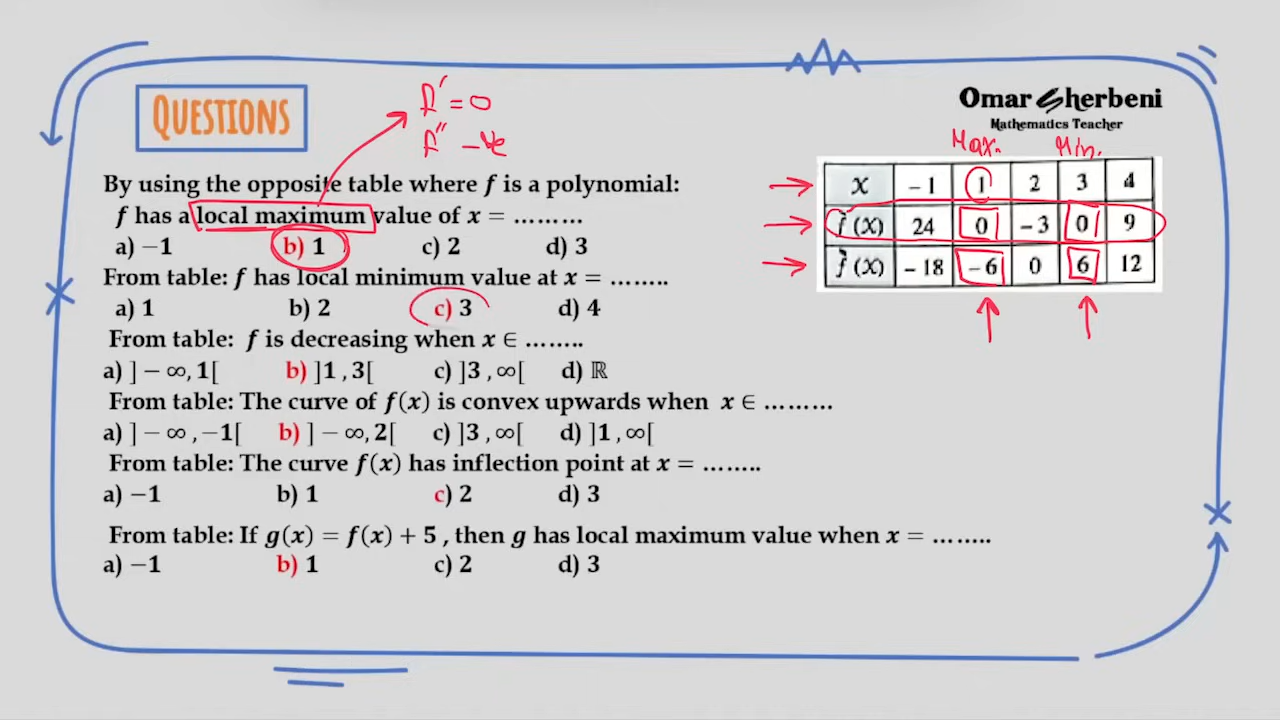 QUESTIONS
f' = 0
f'' -ve
Omar Sherbeni
Mathematics Teacher
Max. Min.
x -1 1 2 3 4
f'(x) 24 0 -3 0 9
f''(x) -18 -6 0 6 12
By using the opposite table where f is a polynomial:
f has a local maximum value of x = ………
a) −1 b) 1 c) 2 d) 3
From table: f has local minimum value at x = ……..
a) 1 b) 2 c) 3 d) 4
From table: f is decreasing when x ∈ ……..
a) ]−∞, 1[ b) ]1 , 3[ c) ]3 , ∞[ d) ℝ
From table: The curve of f(x) is convex upwards when x ∈ ………
a) ]−∞ , −1[ b) ]−∞, 2[ c) ]3 , ∞[ d) ]1 , ∞[
From table: The curve f(x) has inflection point at x = ……..
a) −1 b) 1 c) 2 d) 3
From table: If g(x) = f(x) + 5 , then g has local maximum value when x = ……..
a) −1 b) 1 c) 2 d) 3